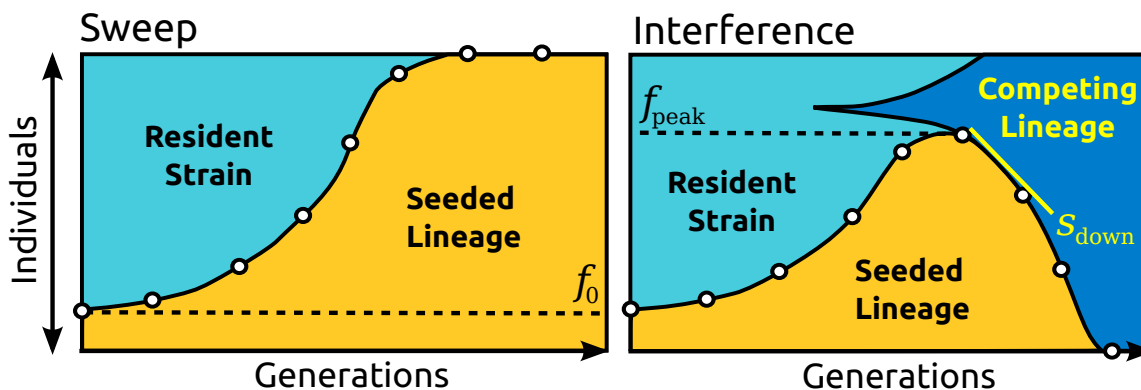 Sweep
Individuals
Resident
Strain
Seeded
Lineage
f0
Generations
Interference
fpeak
Competing
Lineage
Resident
Strain
sdown
Seeded
Lineage
Generations